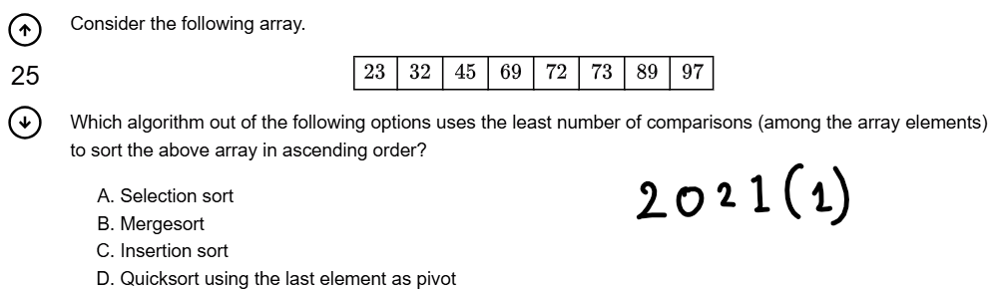 Consider the following array.
25
23 32 45 69 72 73 89 97
Which algorithm out of the following options uses the least number of comparisons (among the array elements)
to sort the above array in ascending order?
2021(1)
A. Selection sort
B. Mergesort
C. Insertion sort
D. Quicksort using the last element as pivot